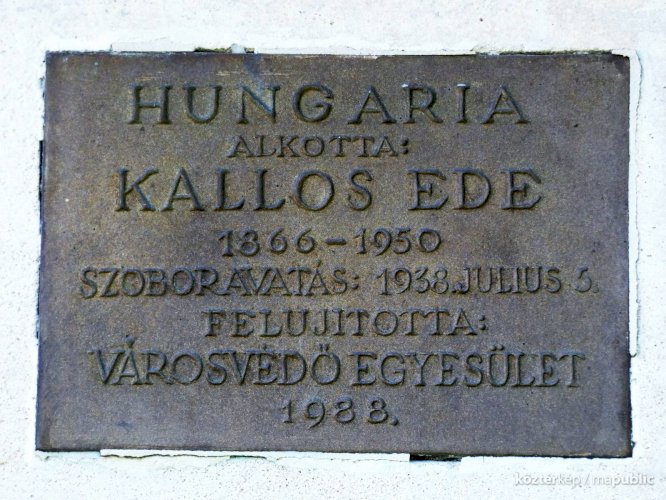 HUNGARIA
ALKOTTA:
KALLOS EDE
1866-1950
SZOBORAVATÁS: 1938. JULIUS 5.
FELUJITOTTA:
VÁROSVÉDŐ EGYESÜLET
1988.
köztérkép / mapublic